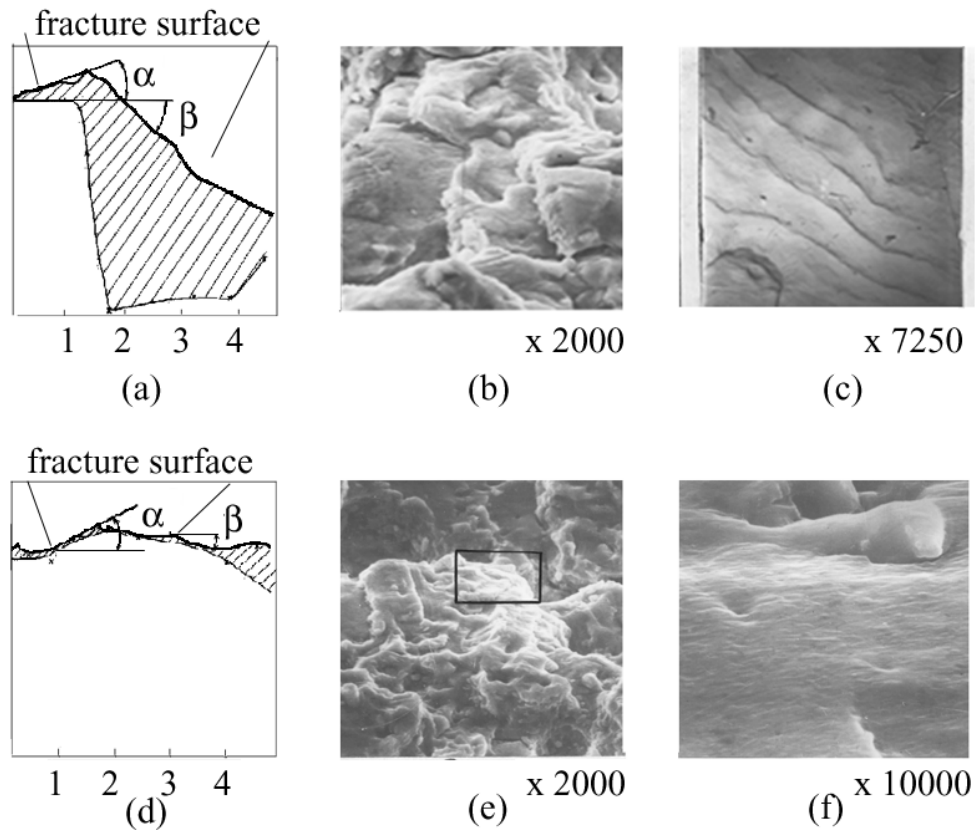 fracture surface
α
β
1 2 3 4
(a)
x 2000
(b)
x 7250
(c)
fracture surface
α
β
1 2 3 4
(d)
x 2000
(e)
x 10000
(f)